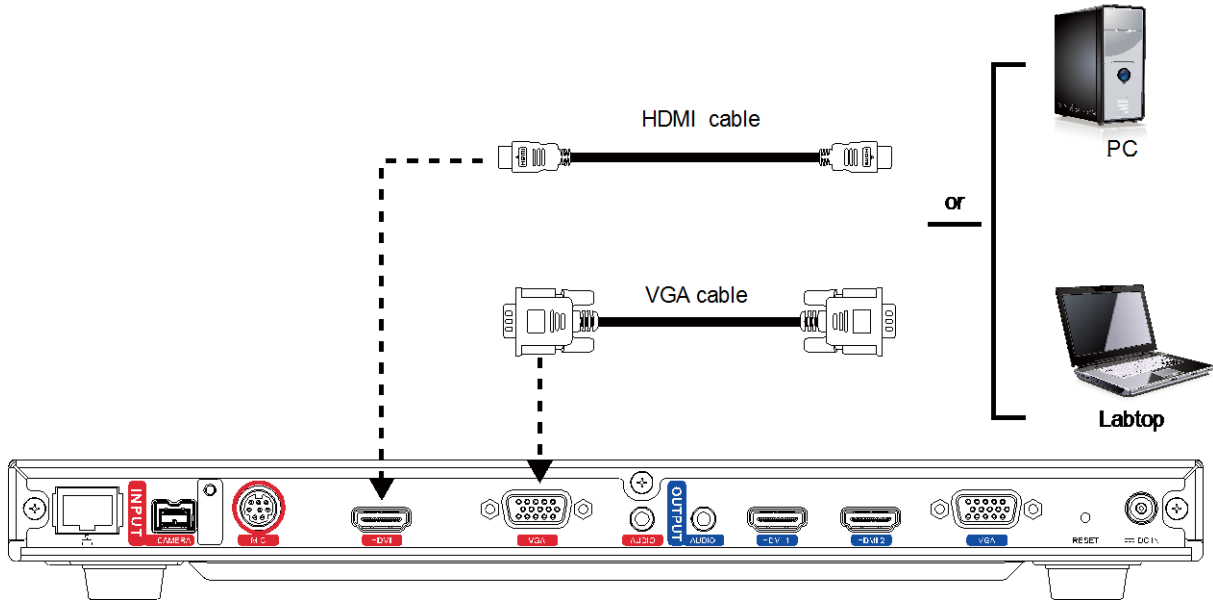 HDMI cable
PC
or
VGA cable
Labtop
INPUT
CAMERA
MIC
HDMI
VGA
AUDIO
OUTPUT
AUDIO
HDMI 1
HDMI 2
VGA
RESET
DC IN